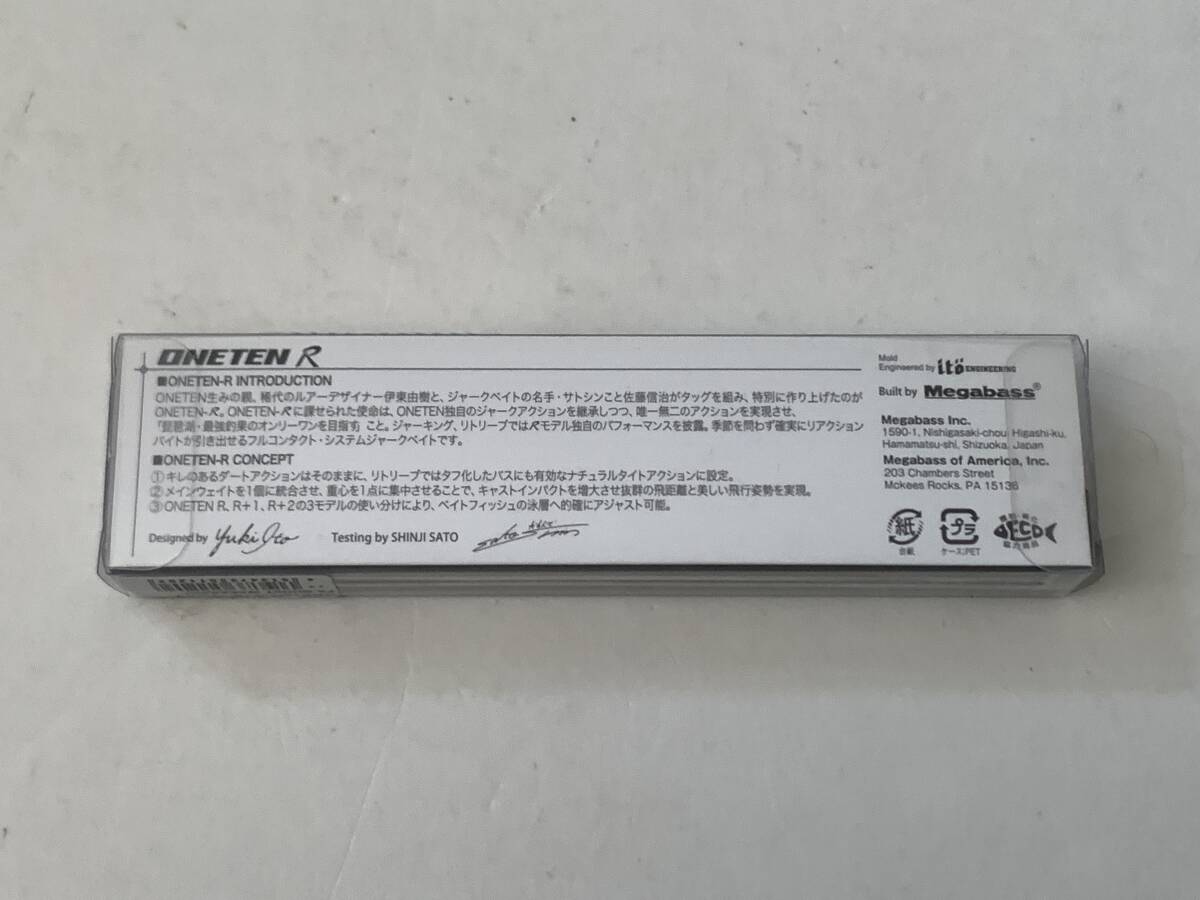 ONETEN R
■ONETEN-R INTRODUCTION
ONETEN生みの親、稀代のルアーデザイナー伊東由樹と、ジャークベイトの名手・サトシンこと佐藤信治がタッグを組み、特別に作り上げたのが
ONETEN-R。ONETEN-Rに課せられた使命は、ONETEN独自のジャークアクションを継承しつつ、唯一無二のアクションを実現させ、
『琵琶湖・最強釣果のオンリーワンを目指す』こと。ジャーキング、リトリーブではRモデル独自のパフォーマンスを披露。季節を問わず確実にリアクション
バイトが引き出せるフルコンタクト・システムジャークベイトです。
■ONETEN-R CONCEPT
①キレのあるダートアクションはそのままに、リトリーブではタフ化したバスにも有効なナチュラルタイトアクションに設定。
②メインウェイトを1個に統合させ、重心を1点に集中させることで、キャストインパクトを増大させ抜群の飛距離と美しい飛行姿勢を実現。
③ONETEN R、R+1、R+2の3モデルの使い分けにより、ベイトフィッシュの泳層へ的確にアジャスト可能。
Designed by Yuki Ito Testing by SHINJI SATO
Mold
Engineered by itö ENGINEERING
Built by Megabass®
Megabass Inc.
1590-1, Nishigasaki-chou, Higashi-ku,
Hamamatsu-shi, Shizuoka, Japan
Megabass of America, Inc.
203 Chambers Street
Mckees Rocks, PA 15136
紙 プラ ECO
台紙 ケース:PET